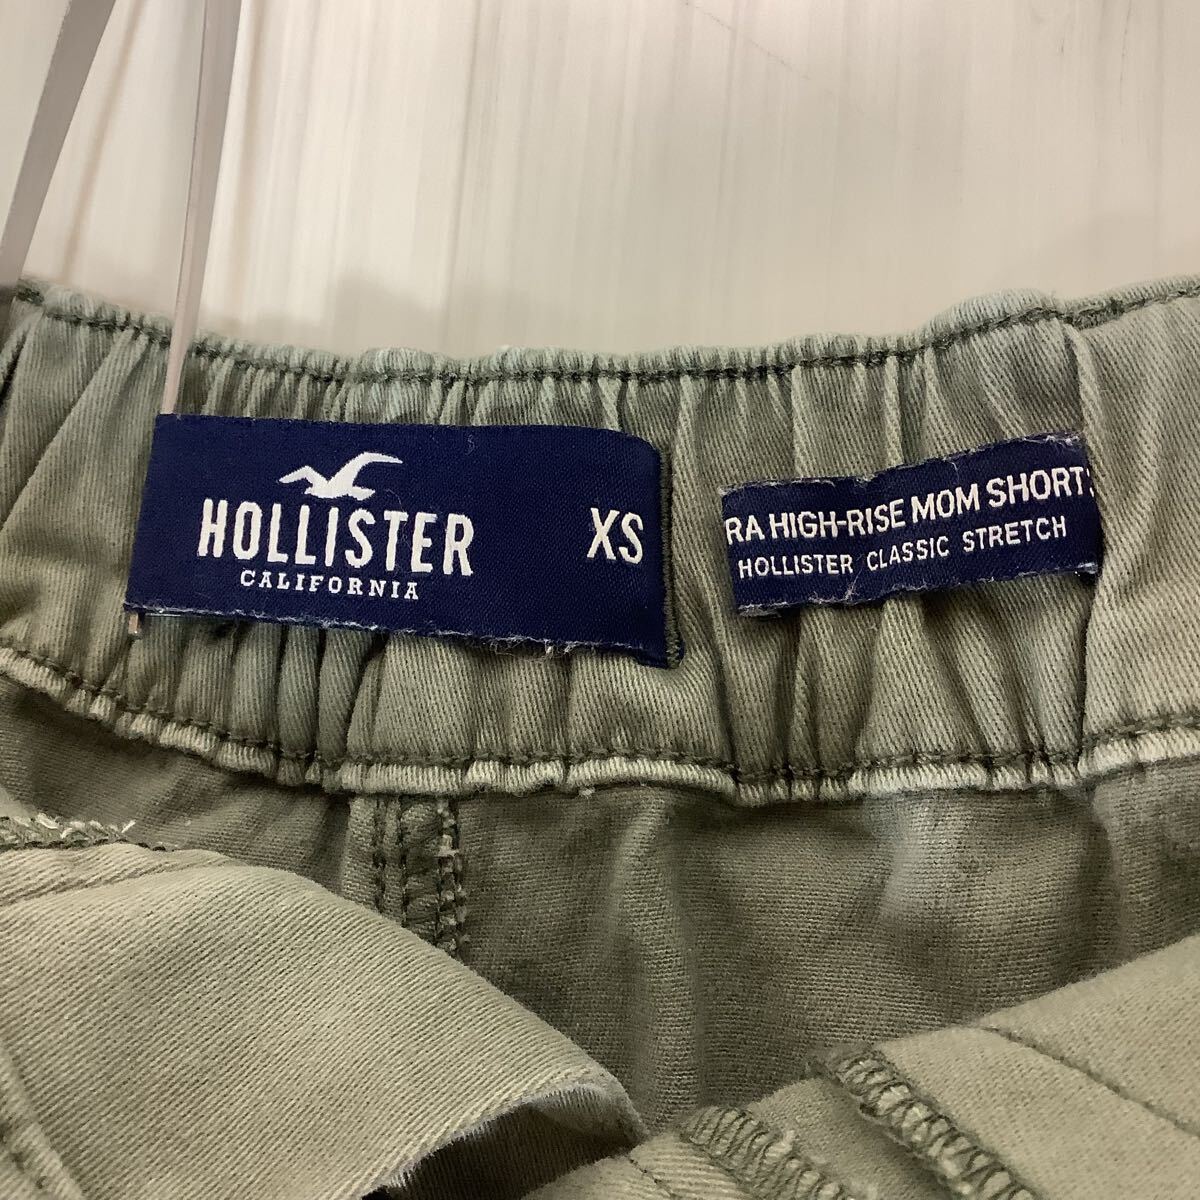 HOLLISTER
CALIFORNIA
XS
RA HIGH-RISE MOM SHORTS
HOLLISTER CLASSIC STRETCH